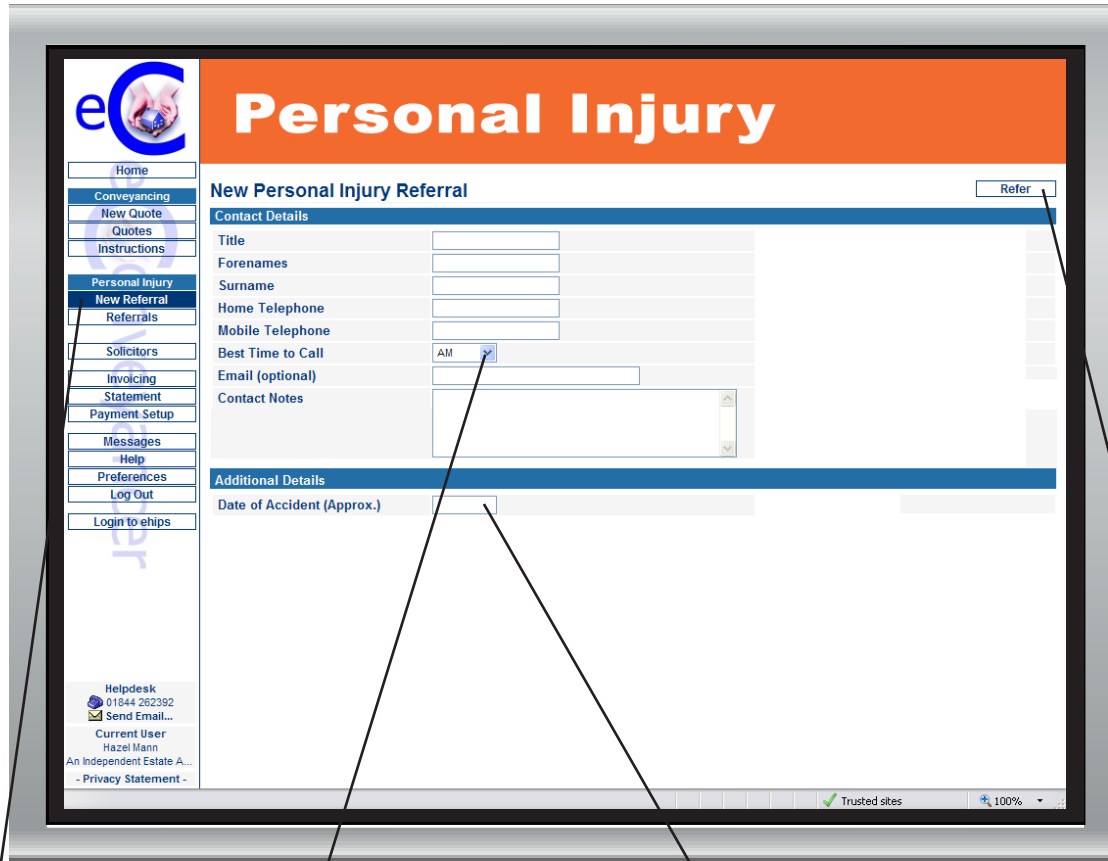 eC
Personal Injury
Home
Conveyancing
New Quote
Quotes
Instructions
Personal Injury
New Referral
Referrals
Solicitors
Invoicing
Statement
Payment Setup
Messages
Help
Preferences
Log Out
Login to ehips
eConveyancer
Helpdesk
01844 262392
Send Email...
Current User
Hazel Mann
An Independent Estate A...
- Privacy Statement -
New Personal Injury Referral
Refer
Contact Details
Title
Forenames
Surname
Home Telephone
Mobile Telephone
Best Time to Call AM
Email (optional)
Contact Notes
Additional Details
Date of Accident (Approx.)
Trusted sites 100%